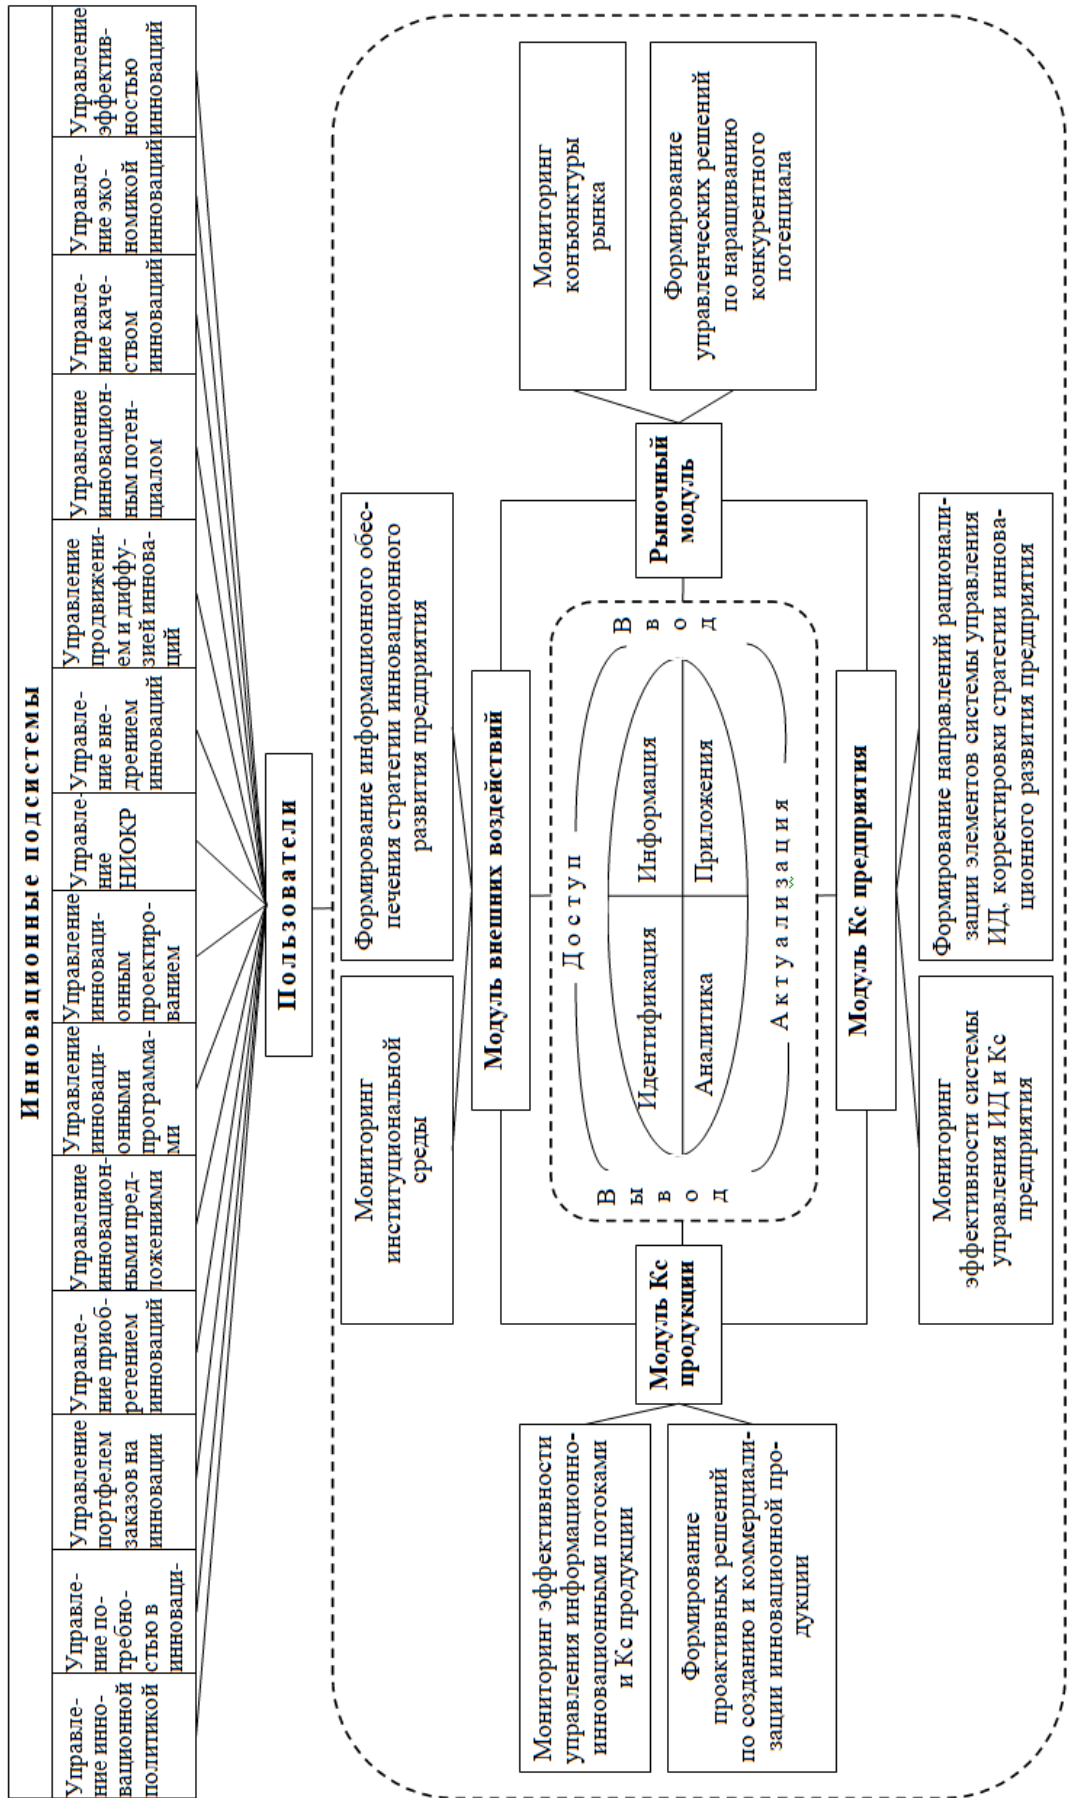 Инновационные подсистемы
Управле-
ние инно-
вационной
политикой
Управле-
ние по-
требно-
стью в
инноваци-
Управление
портфелем
заказов на
инновации
Управле-
ние приоб-
ретением
инноваций
Управление
инновацион-
ными пред-
ложениями
Управление
инноваци-
онными
программа-
ми
Управление
инноваци-
онным
проектиро-
ванием
Управле-
ние
НИОКР
Управле-
ние вне-
дрением
инноваций
Управление
продвижени-
ем и диффу-
зией иннова-
ций
Управление
инновацион-
ным потен-
циалом
Управле-
ние каче-
ством
инноваций
Управле-
ние эко-
номикой
инноваций
Управление
эффектив-
ностью
инноваций
Пользователи
Мониторинг
институциональной
среды
Формирование информационного обес-
печения стратегии инновационного
развития предприятия
Модуль внешних воздействий
Мониторинг эффективности
управления информационно-
инновационными потоками
и Кс продукции
Формирование
проактивных решений
по созданию и коммерциали-
зации инновационной про-
дукции
Модуль Кс
продукции
Вывод
Доступ
Идентификация
Информация
Аналитика
Приложения
Актуализация
Ввод
Рыночный
модуль
Мониторинг
конъюнктуры
рынка
Формирование
управленческих решений
по наращиванию
конкурентного
потенциала
Модуль Кс предприятия
Мониторинг
эффективности системы
управления ИД и Кс
предприятия
Формирование направлений рационали-
зации элементов системы управления
ИД, корректировки стратегии иннова-
ционного развития предприятия